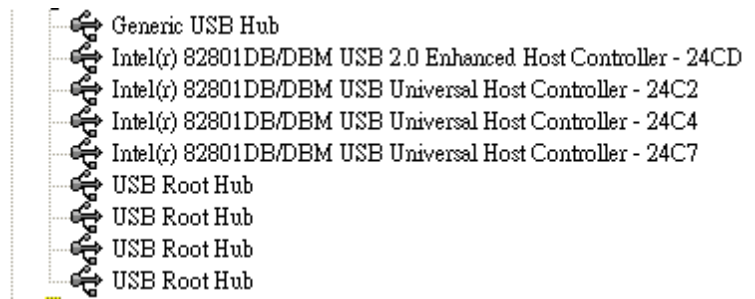 Generic USB Hub
Intel(r) 82801DB/DBM USB 2.0 Enhanced Host Controller - 24CD
Intel(r) 82801DB/DBM USB Universal Host Controller - 24C2
Intel(r) 82801DB/DBM USB Universal Host Controller - 24C4
Intel(r) 82801DB/DBM USB Universal Host Controller - 24C7
USB Root Hub
USB Root Hub
USB Root Hub
USB Root Hub